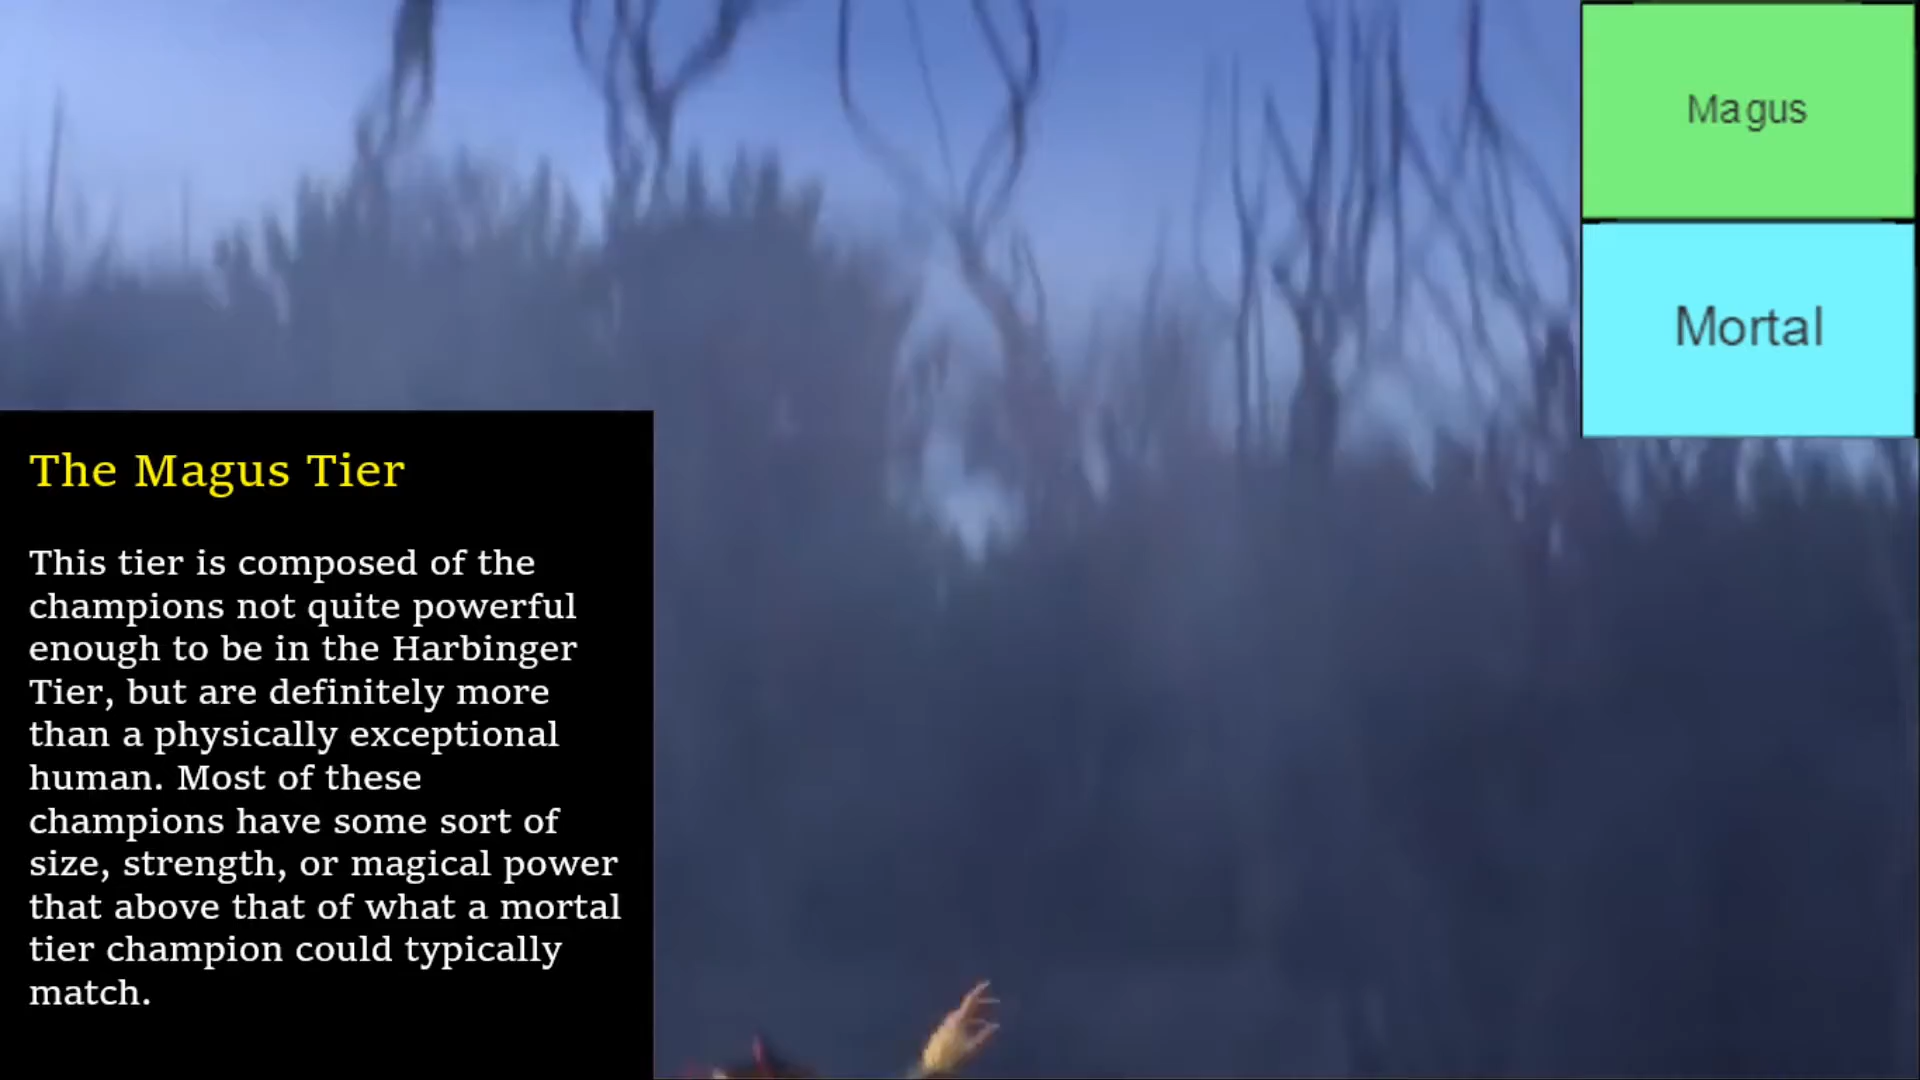 Magus
Mortal
The Magus Tier
This tier is composed of the
champions not quite powerful
enough to be in the Harbinger
Tier, but are definitely more
than a physically exceptional
human. Most of these
champions have some sort of
size, strength, or magical power
that above that of what a mortal
tier champion could typically
match.